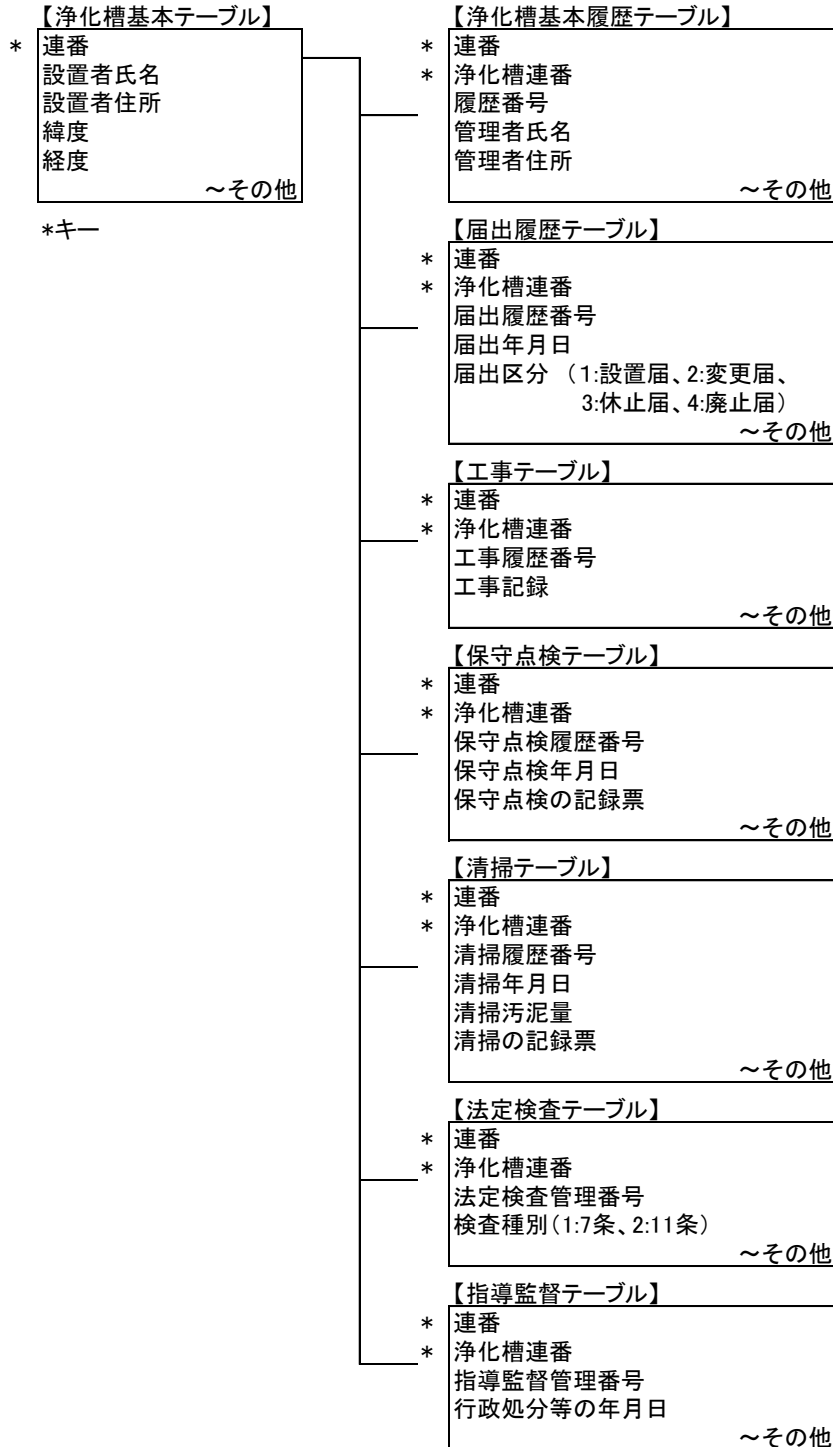 【浄化槽基本テーブル】
* 連番
設置者氏名
設置者住所
緯度
経度
～その他
*キー
【浄化槽基本履歴テーブル】
* 連番
* 浄化槽連番
履歴番号
管理者氏名
管理者住所
～その他
【届出履歴テーブル】
* 連番
* 浄化槽連番
届出履歴番号
届出年月日
届出区分 （1:設置届、2:変更届、
3:休止届、4:廃止届）
～その他
【工事テーブル】
* 連番
* 浄化槽連番
工事履歴番号
工事記録
～その他
【保守点検テーブル】
* 連番
* 浄化槽連番
保守点検履歴番号
保守点検年月日
保守点検の記録票
～その他
【清掃テーブル】
* 連番
* 浄化槽連番
清掃履歴番号
清掃年月日
清掃汚泥量
清掃の記録票
～その他
【法定検査テーブル】
* 連番
* 浄化槽連番
法定検査管理番号
検査種別（1:7条、2:11条）
～その他
【指導監督テーブル】
* 連番
* 浄化槽連番
指導監督管理番号
行政処分等の年月日
～その他